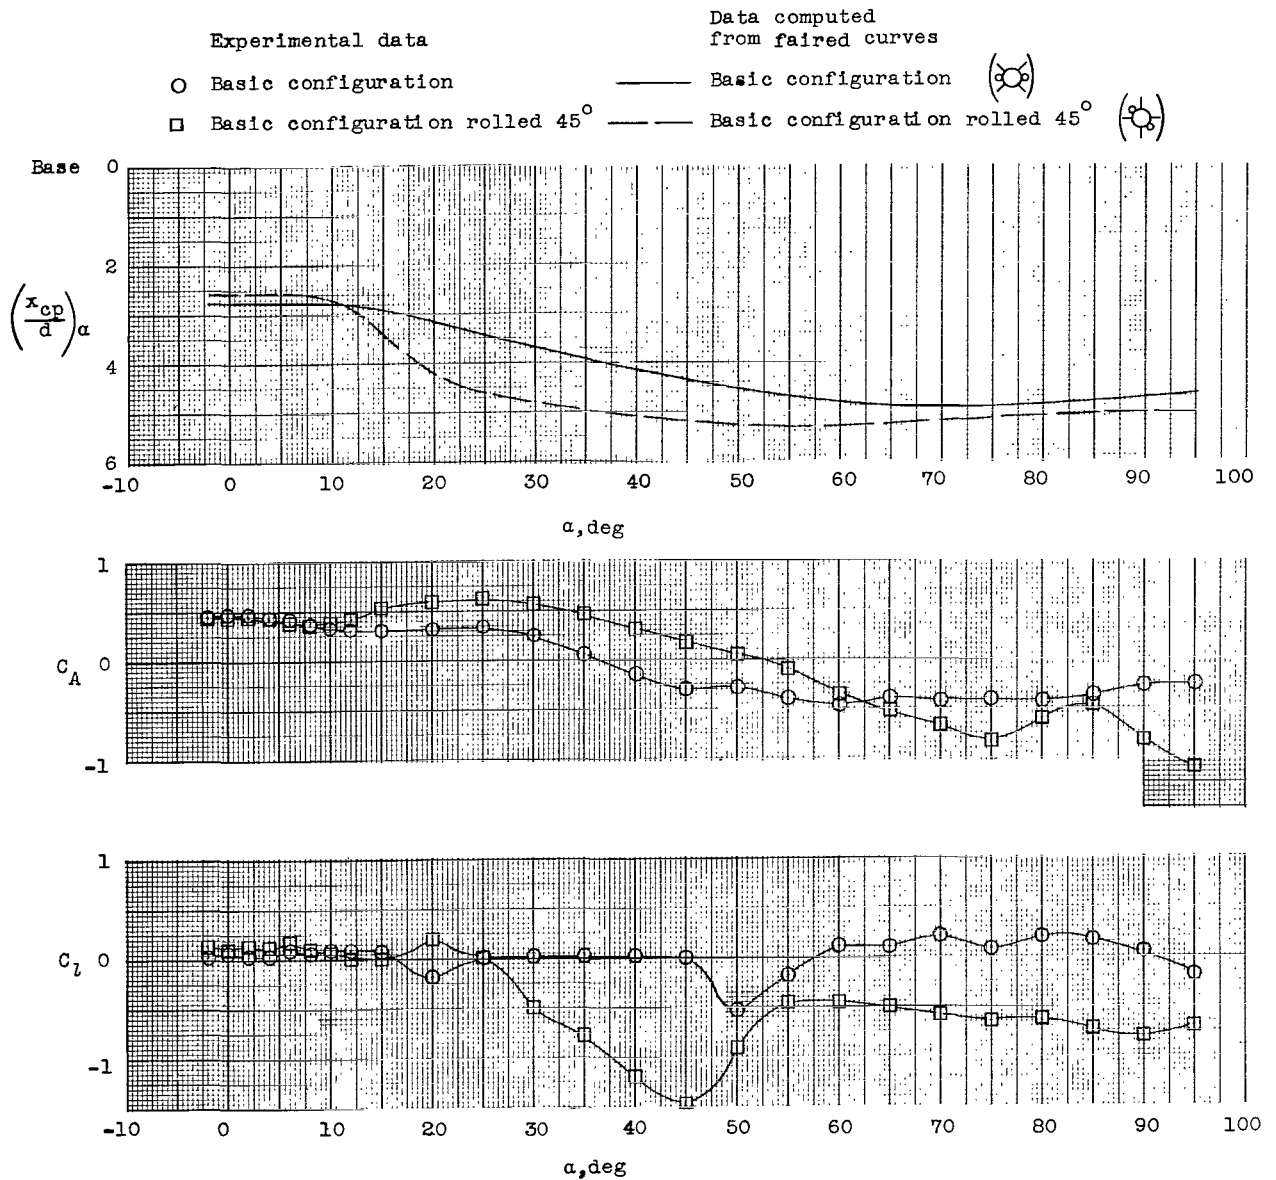 Experimental data
Data computed
from faired curves
Basic configuration
Basic configuration
Basic configuration rolled 45°
Basic configuration rolled 45°
Base 0
2
4
6
(x_cp/d)_α
-10 0 10 20 30 40 50 60 70 80 90 100
α,deg
1
C_A 0
-1
1
C_l 0
-1
-10 0 10 20 30 40 50 60 70 80 90 100
α,deg